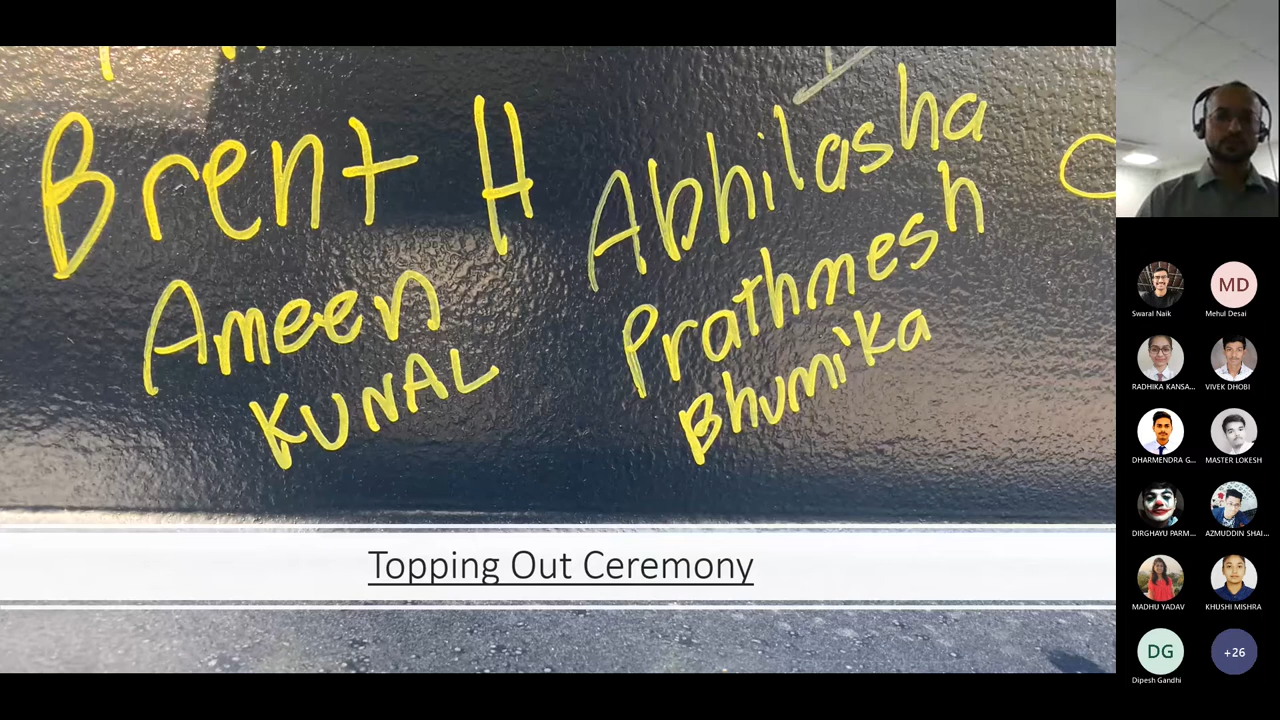 Brent H
Ameen
KUNAL
Abhilasha
Prathmesh
Bhumika
Topping Out Ceremony
Swaral Naik
MD
Mehul Desai
RADHIKA KANSA...
VIVEK DHOBI
DHARMENDRA G...
MASTER LOKESH
DIRGHAYU PARM...
AZMUDDIN SHAI...
MADHU YADAV
KHUSHI MISHRA
DG
Dipesh Gandhi
+26